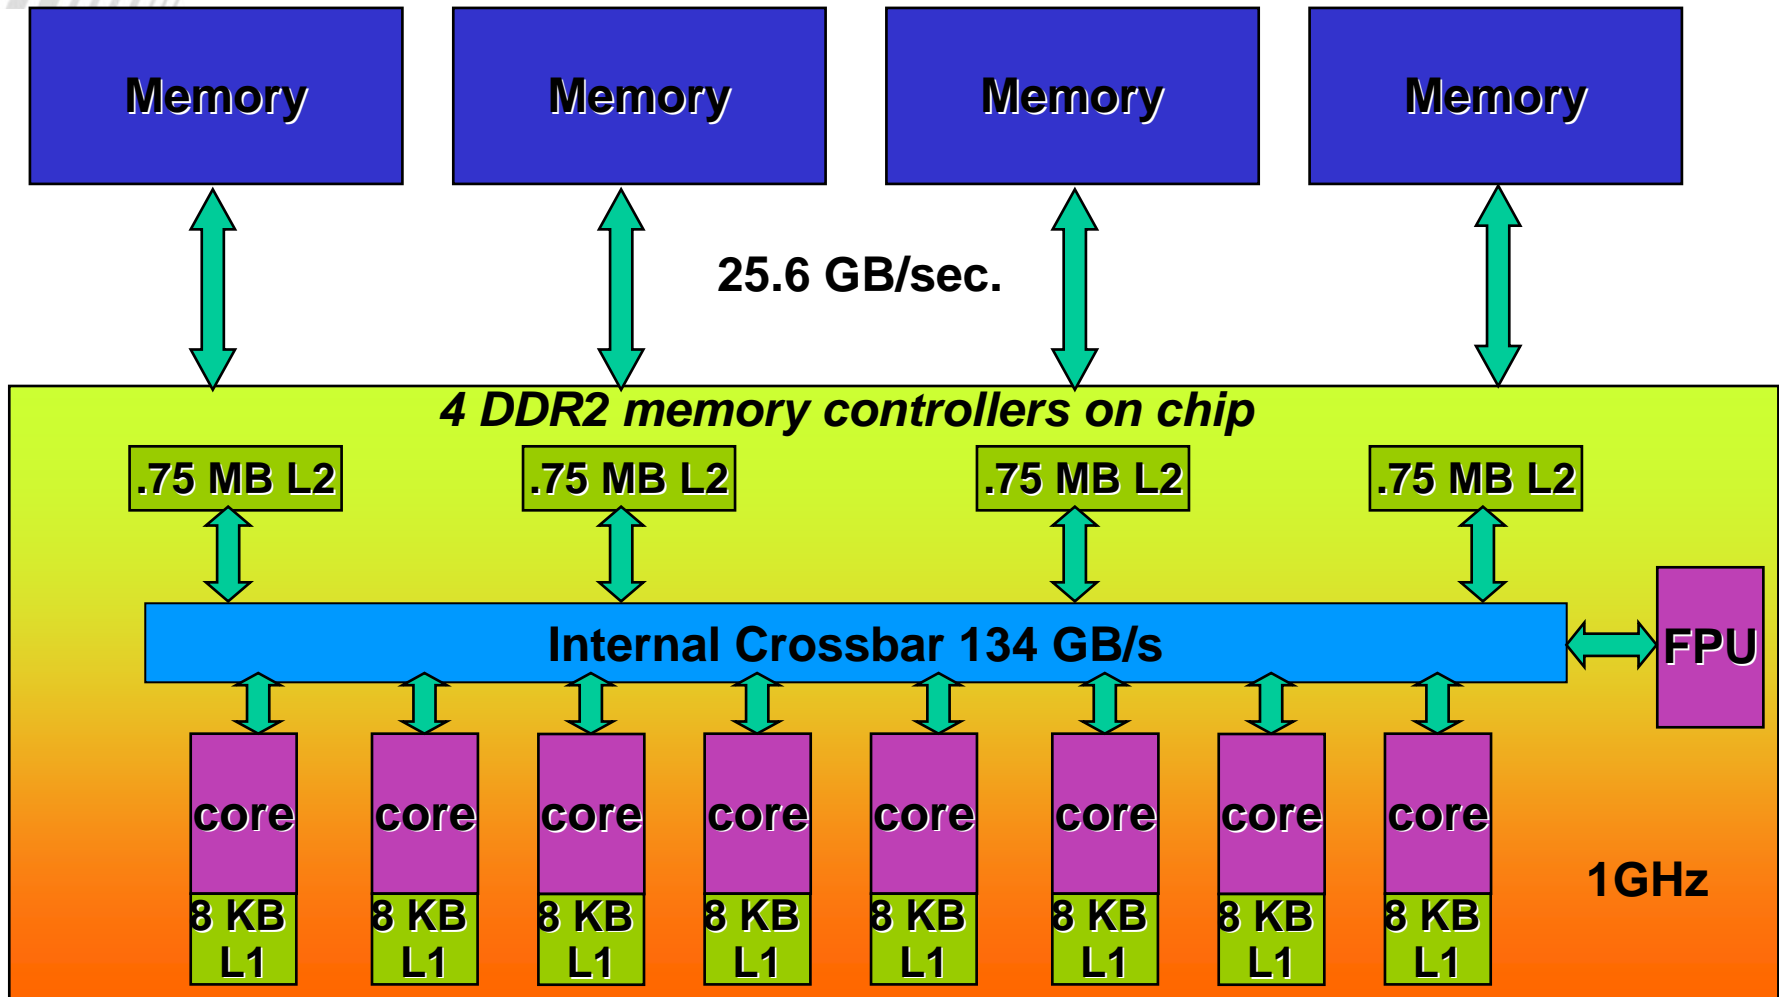 Memory Memory Memory Memory
25.6 GB/sec.
4 DDR2 memory controllers on chip
.75 MB L2 .75 MB L2 .75 MB L2 .75 MB L2
Internal Crossbar 134 GB/s
FPU
core core core core core core core core
1GHz
8 KB 8 KB 8 KB 8 KB 8 KB 8 KB 8 KB 8 KB
L1 L1 L1 L1 L1 L1 L1 L1